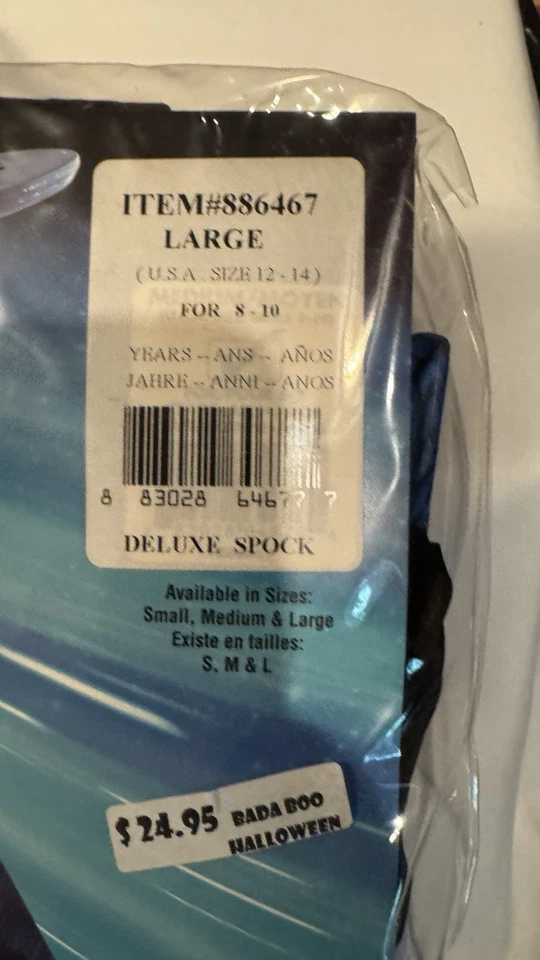 ITEM#886467
LARGE
( U.S.A. SIZE 12 - 14 )
FOR 8 - 10
YEARS -- ANS -- AÑOS
JAHRE -- ANNI -- ANOS
8 83028
DELUXE SPOCK
Available in Sizes:
Small, Medium & Large
Existe en tailles:
S, M & L
$24.95 BADA BOO
HALLOWEEN